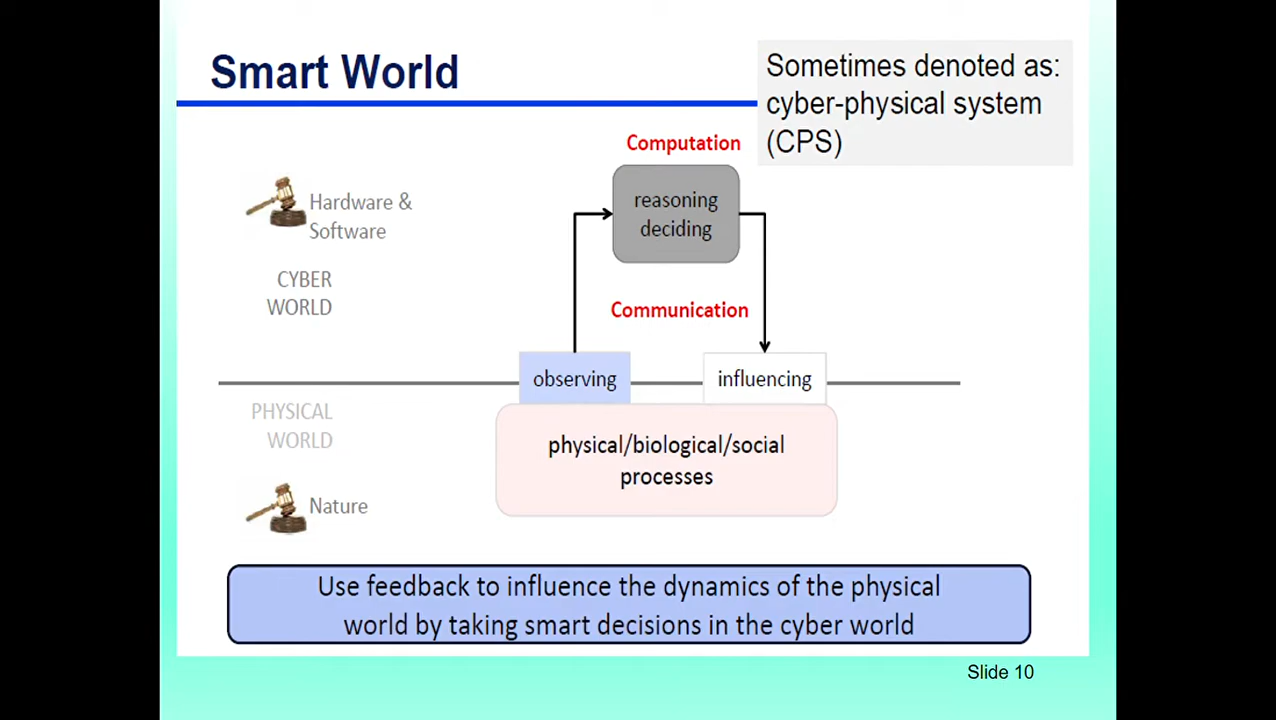 Smart World
Sometimes denoted as:
cyber-physical system
(CPS)
Computation
Hardware &
Software
reasoning
deciding
CYBER
WORLD
Communication
observing
influencing
PHYSICAL
WORLD
physical/biological/social
processes
Nature
Use feedback to influence the dynamics of the physical
world by taking smart decisions in the cyber world
Slide 10